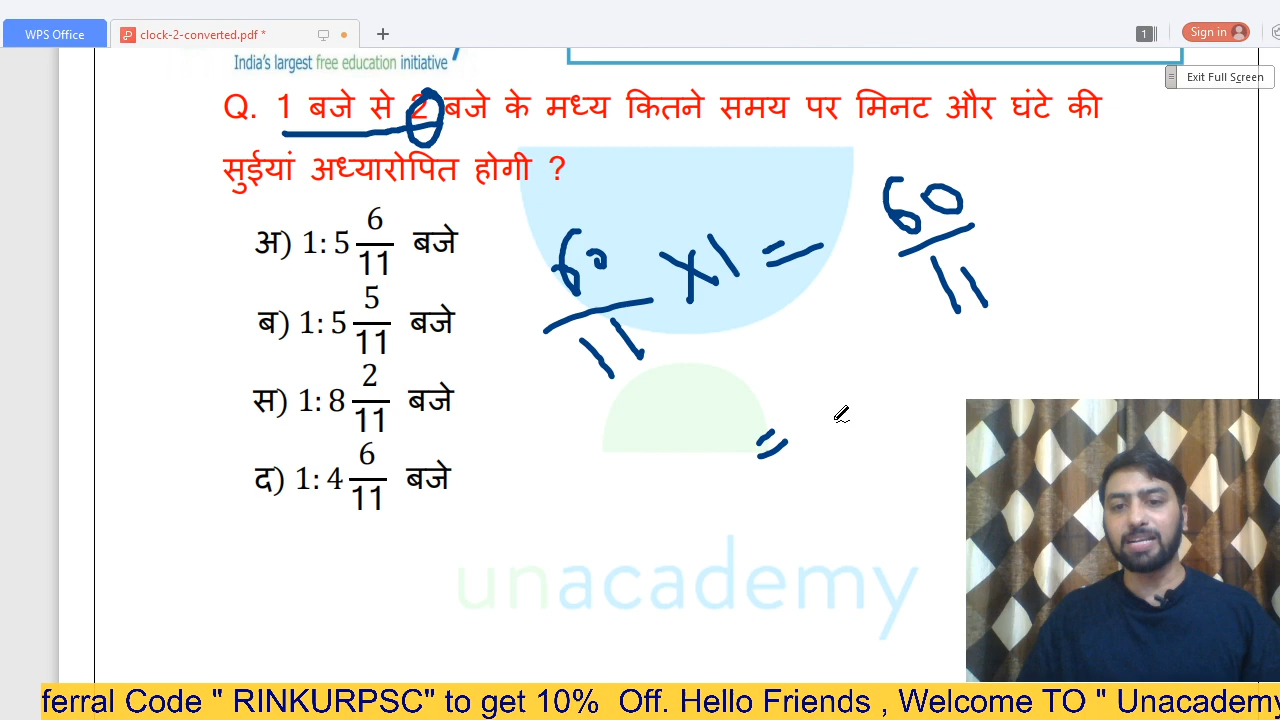 WPS Office
clock-2-converted.pdf *
1
Sign in
India's largest free education initiative
Exit Full Screen
Q. 1 बजे से 2 बजे के मध्य कितने समय पर मिनट और घंटे की
सुईयां अध्यारोपित होगी ?
अ) 1: 5 6/11 बजे
ब) 1: 5 5/11 बजे
स) 1: 8 2/11 बजे
द) 1: 4 6/11 बजे
60/11 x1 = 60/11
=
unacademy
ferral Code " RINKURPSC" to get 10% Off. Hello Friends , Welcome TO " Unacademy